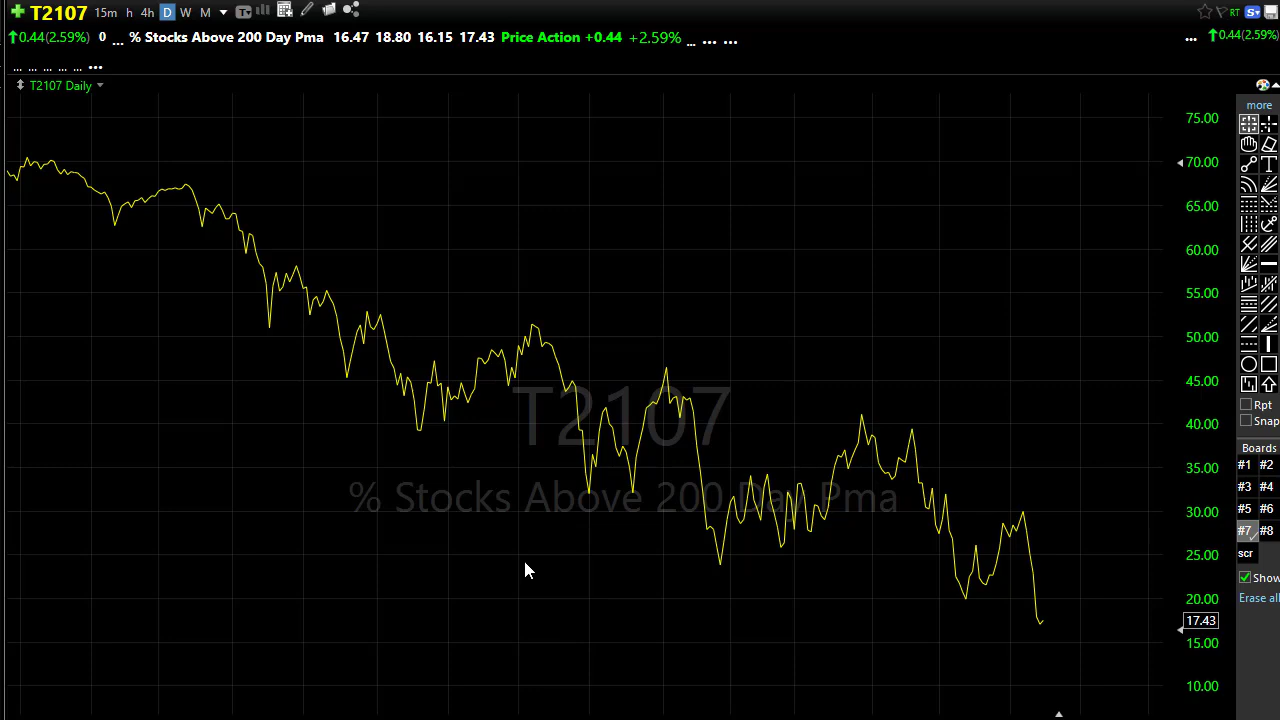 T2107 15m h 4h D W M T RT S
0.44(2.59%) 0 ... % Stocks Above 200 Day Pma 16.47 18.80 16.15 17.43 Price Action +0.44 +2.59% ... ... ... ... 0.44(2.59%)
... ... ... ... ... ...
T2107 Daily
more
75.00
70.00
65.00
60.00
55.00
50.00
45.00
40.00
35.00
30.00
25.00
20.00
17.43
15.00
10.00
T2107
% Stocks Above 200 Day Pma
T
Rpt
Snap
Boards
#1 #2
#3 #4
#5 #6
#7 #8
scr
Show
Erase all